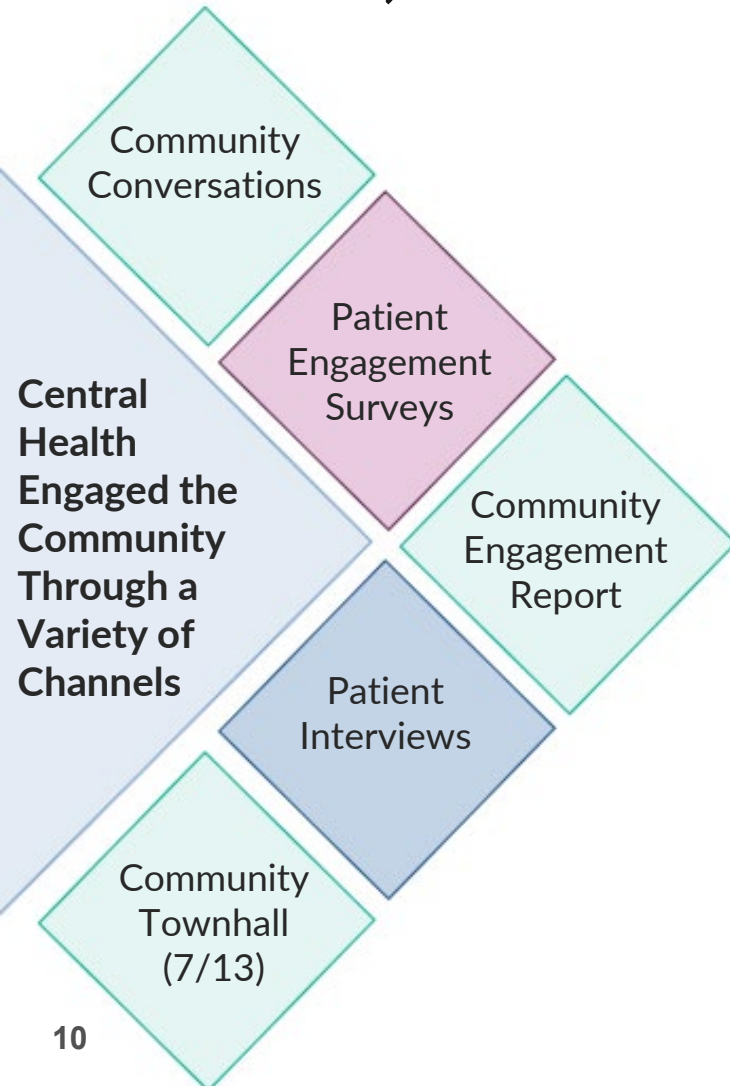 Community
Conversations
Patient
Engagement
Surveys
Central
Health
Engaged the
Community
Through a
Variety of
Channels
Community
Engagement
Report
Patient
Interviews
Community
Townhall
(7/13)
10